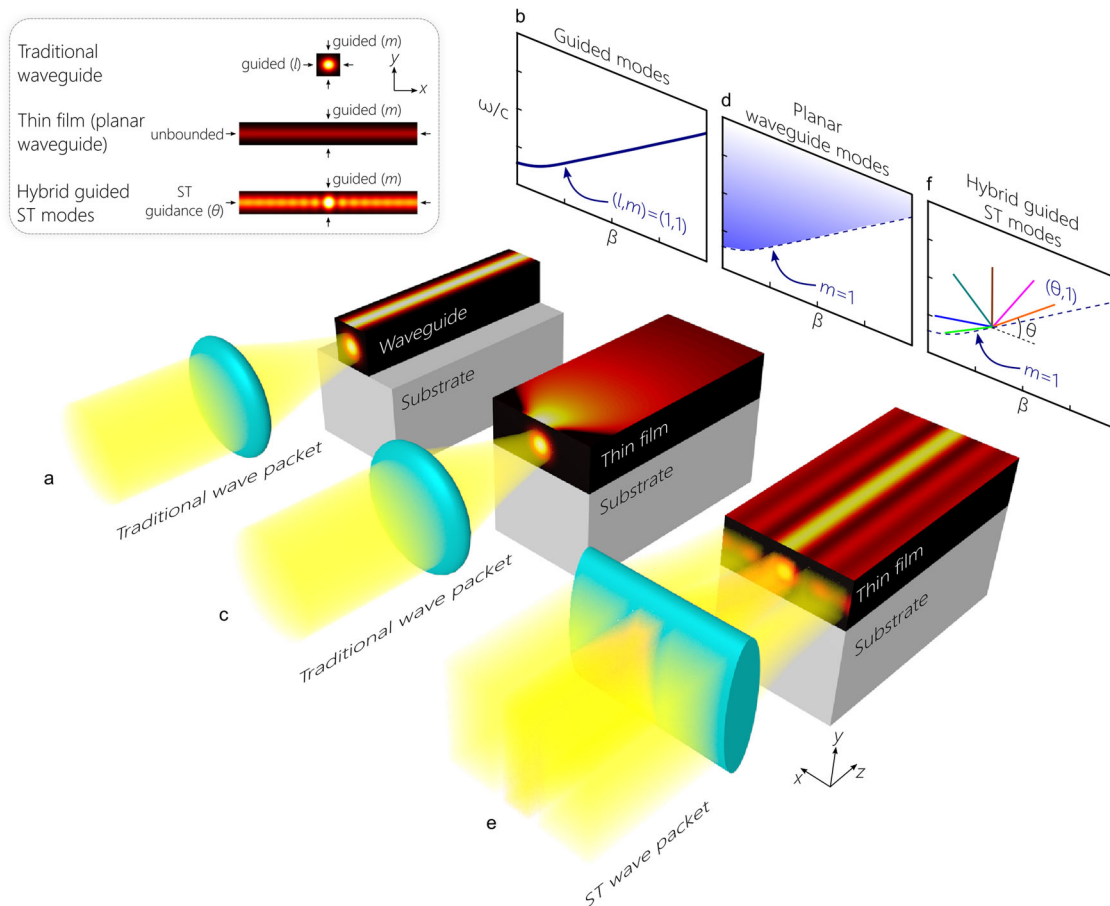 Traditional
waveguide
guided (m)
guided (l)
y
x
Thin film (planar
waveguide)
guided (m)
unbounded
Hybrid guided
ST modes
guided (m)
ST
guidance (θ)
b
Guided modes
ω/c
(l,m)=(1,1)
β
d
Planar
waveguide modes
m=1
β
f
Hybrid guided
ST modes
(θ,1)
θ
m=1
β
Waveguide
Substrate
a
Traditional wave packet
Thin film
Substrate
c
Traditional wave packet
Thin film
Substrate
e
ST wave packet
y
x
z